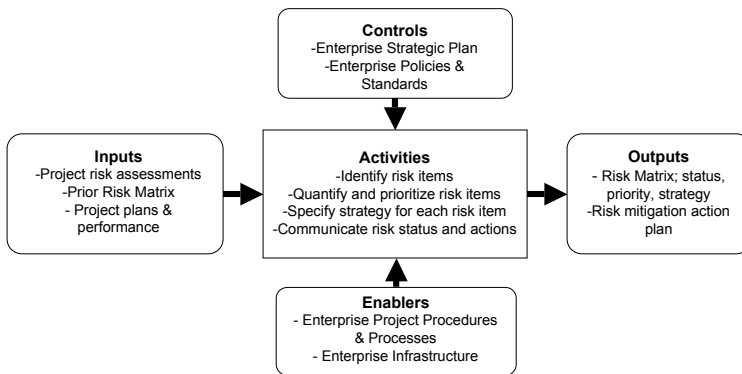 Controls
-Enterprise Strategic Plan
-Enterprise Policies &
Standards
Inputs
-Project risk assessments
-Prior Risk Matrix
- Project plans &
performance
Activities
-Identify risk items
-Quantify and prioritize risk items
-Specify strategy for each risk item
-Communicate risk status and actions
Outputs
- Risk Matrix; status,
priority, strategy
-Risk mitigation action
plan
Enablers
- Enterprise Project Procedures
& Processes
- Enterprise Infrastructure